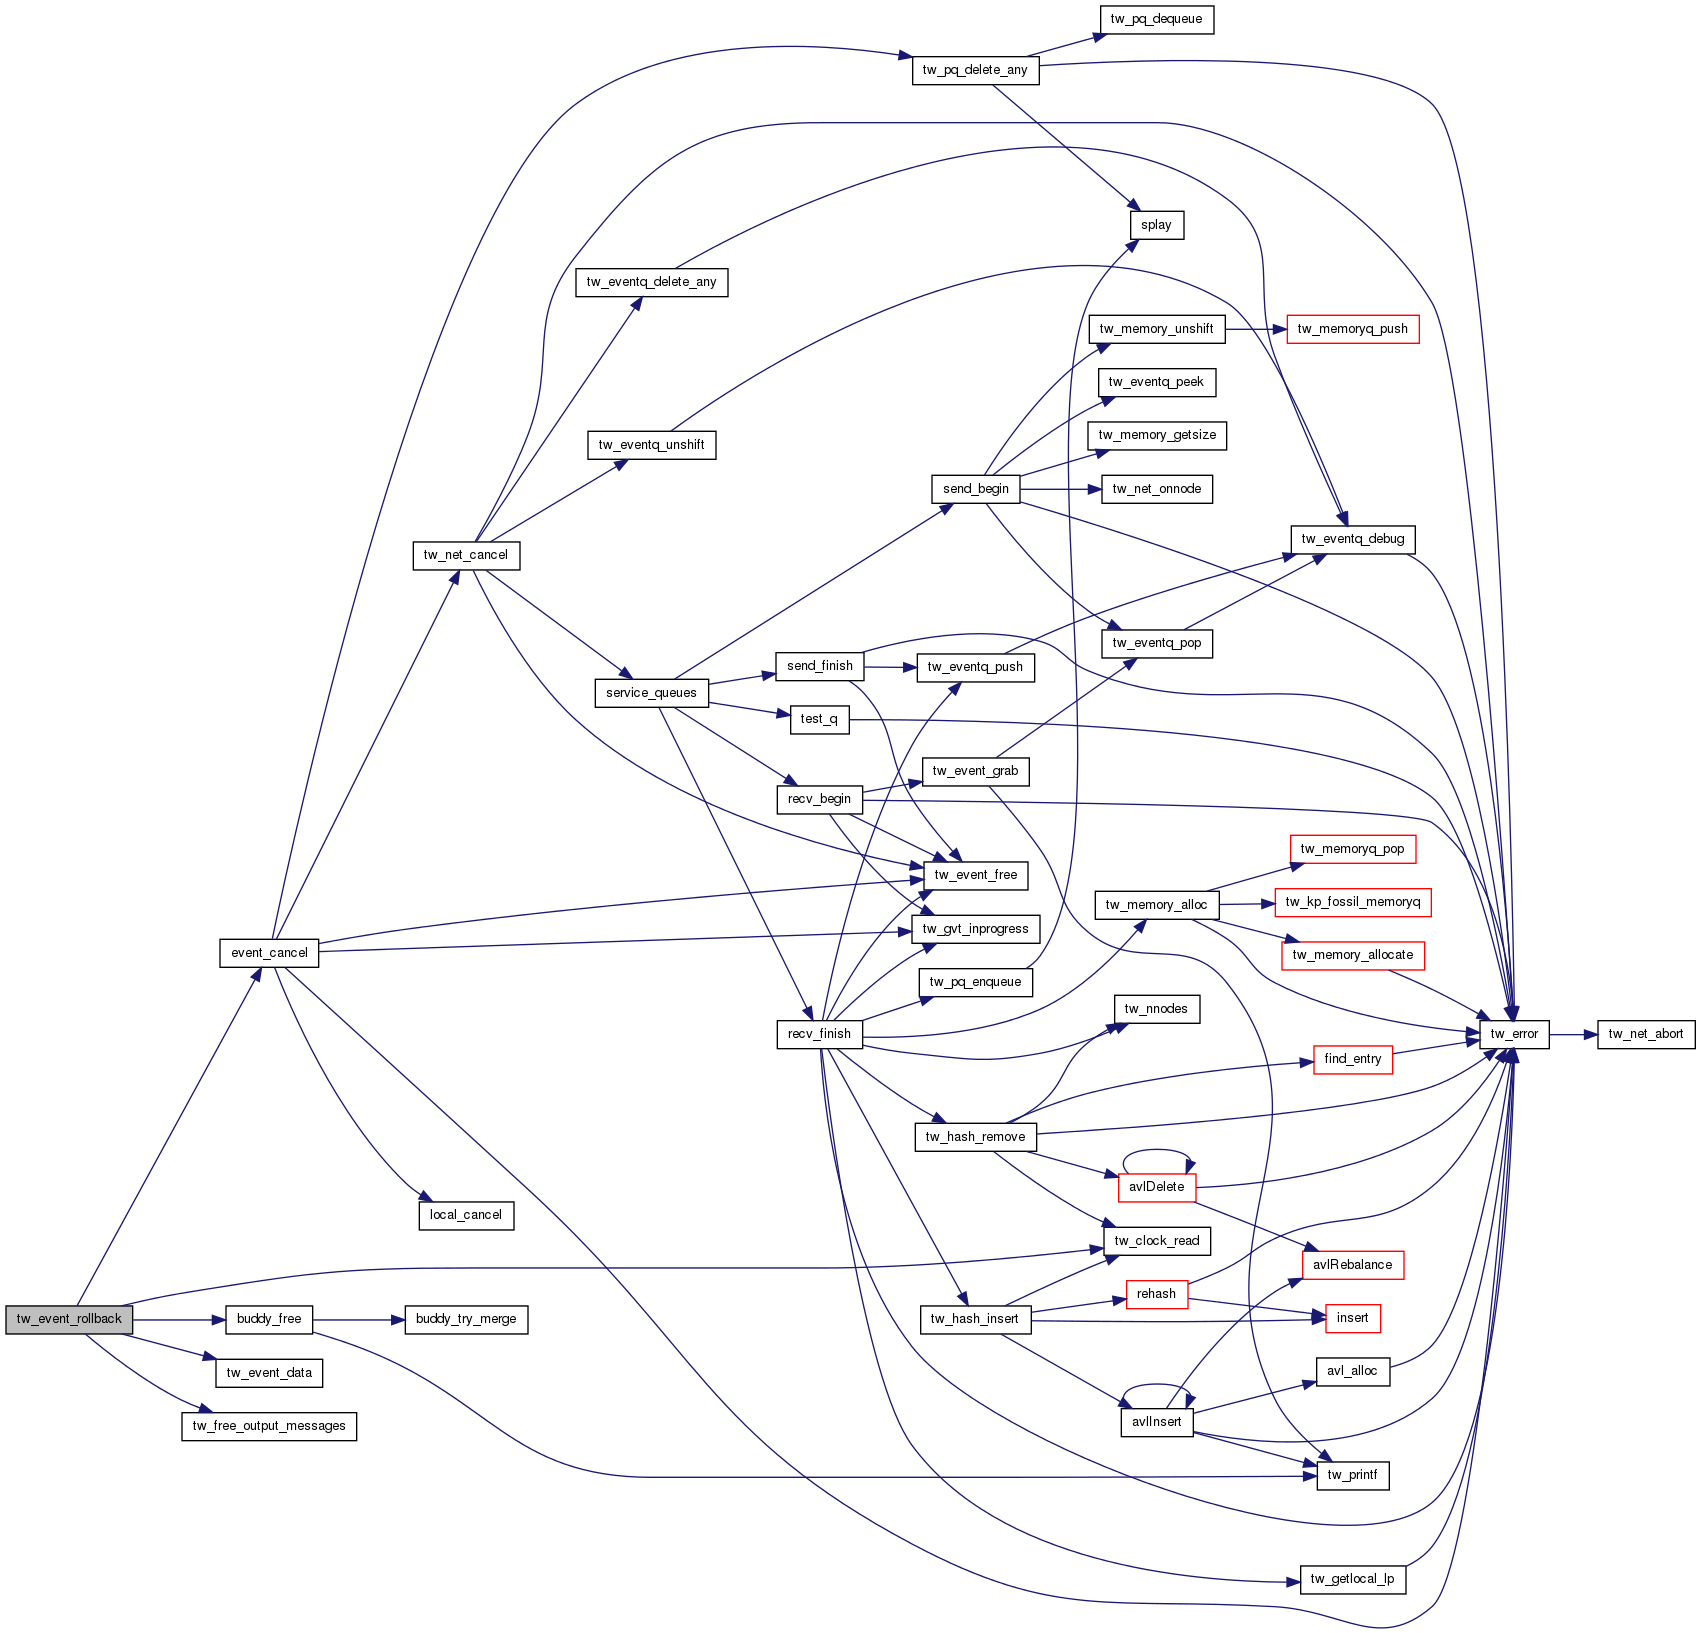 tw_pq_dequeue
tw_pq_delete_any
splay
tw_eventq_delete_any
tw_memory_unshift
tw_memoryq_push
tw_eventq_peek
tw_eventq_unshift
tw_memory_getsize
send_begin
tw_net_onnode
tw_net_cancel
tw_eventq_debug
tw_eventq_pop
send_finish
tw_eventq_push
service_queues
test_q
tw_event_grab
recv_begin
tw_memoryq_pop
tw_event_free
tw_memory_alloc
tw_kp_fossil_memoryq
tw_gvt_inprogress
event_cancel
tw_memory_allocate
tw_pq_enqueue
tw_nnodes
recv_finish
tw_error
tw_net_abort
find_entry
tw_hash_remove
avlDelete
local_cancel
tw_clock_read
avlRebalance
rehash
tw_event_rollback
buddy_free
buddy_try_merge
tw_hash_insert
insert
tw_event_data
avl_alloc
tw_free_output_messages
avlInsert
tw_printf
tw_getlocal_lp